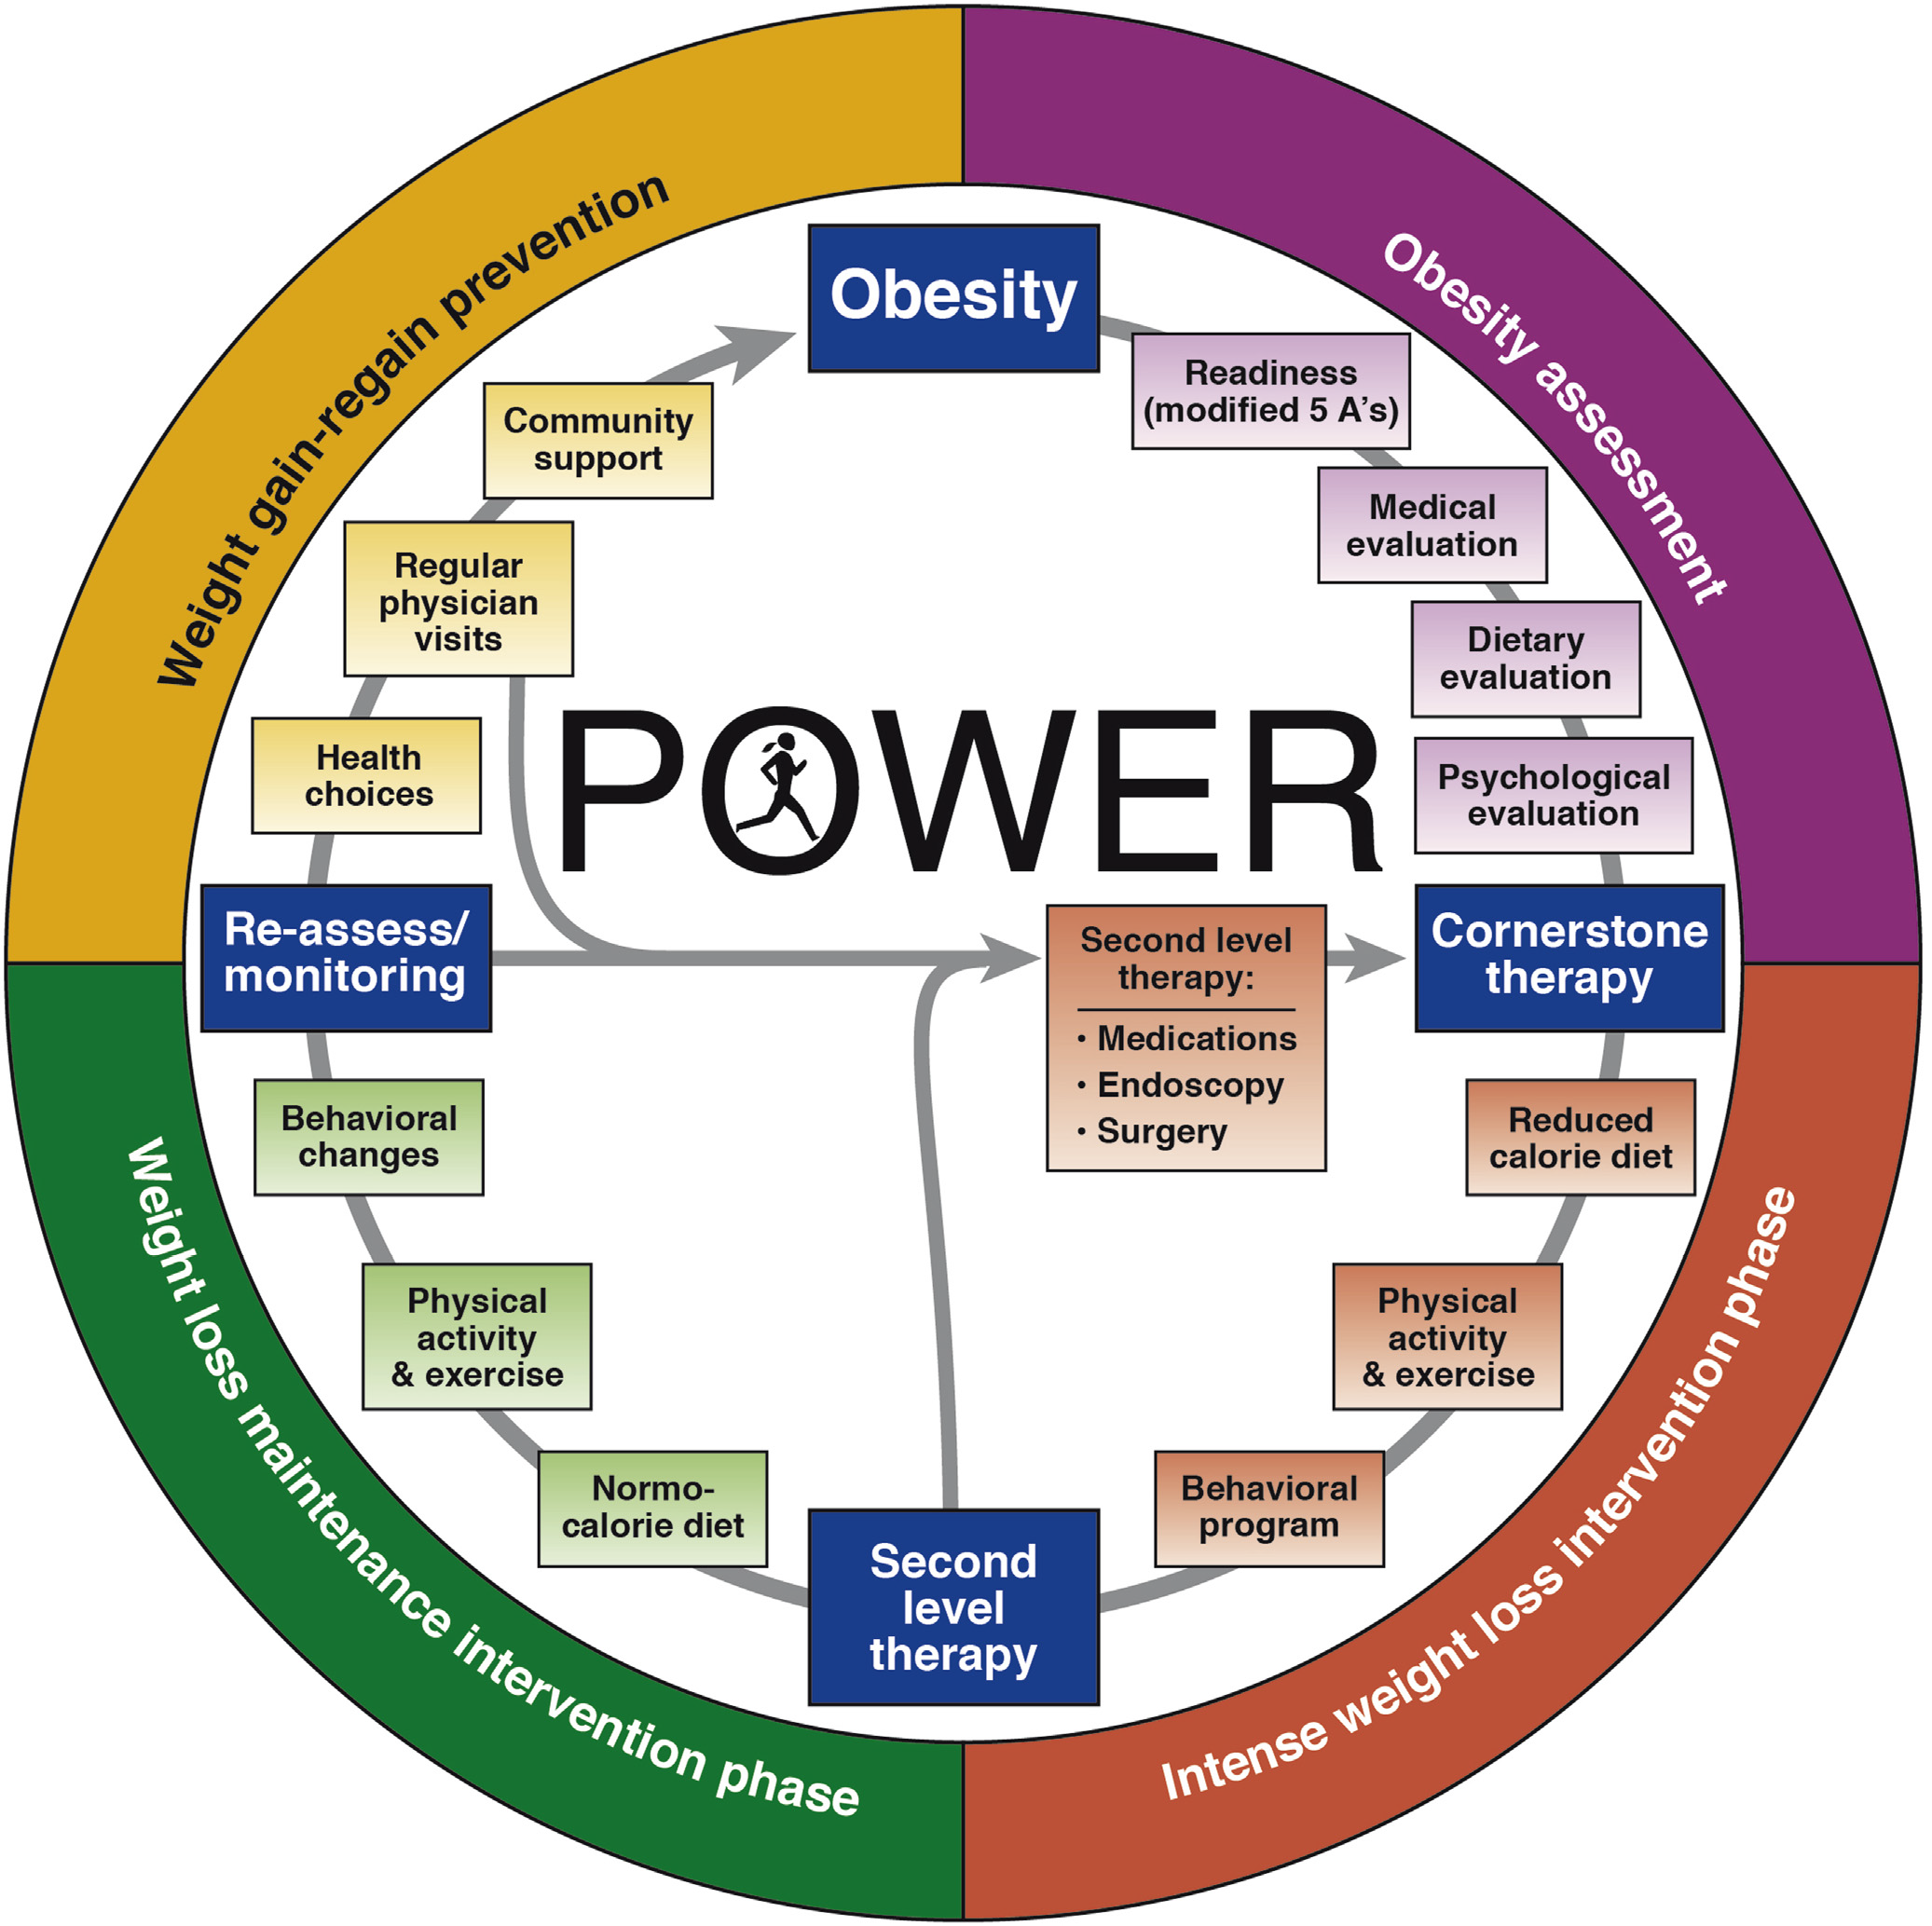 Weight gain-regain prevention
Obesity assessment
Obesity
Readiness
(modified 5 A’s)
Medical
evaluation
Dietary
evaluation
Psychological
evaluation
Cornerstone
therapy
Reduced
calorie diet
Physical
activity
& exercise
Behavioral
program
Intense weight loss intervention phase
Second
level
therapy
Normo-
calorie diet
Physical
activity
& exercise
Behavioral
changes
Weight loss maintenance intervention phase
Re-assess/
monitoring
Health
choices
Regular
physician
visits
Community
support
POWER
Second level
therapy:
· Medications
· Endoscopy
· Surgery